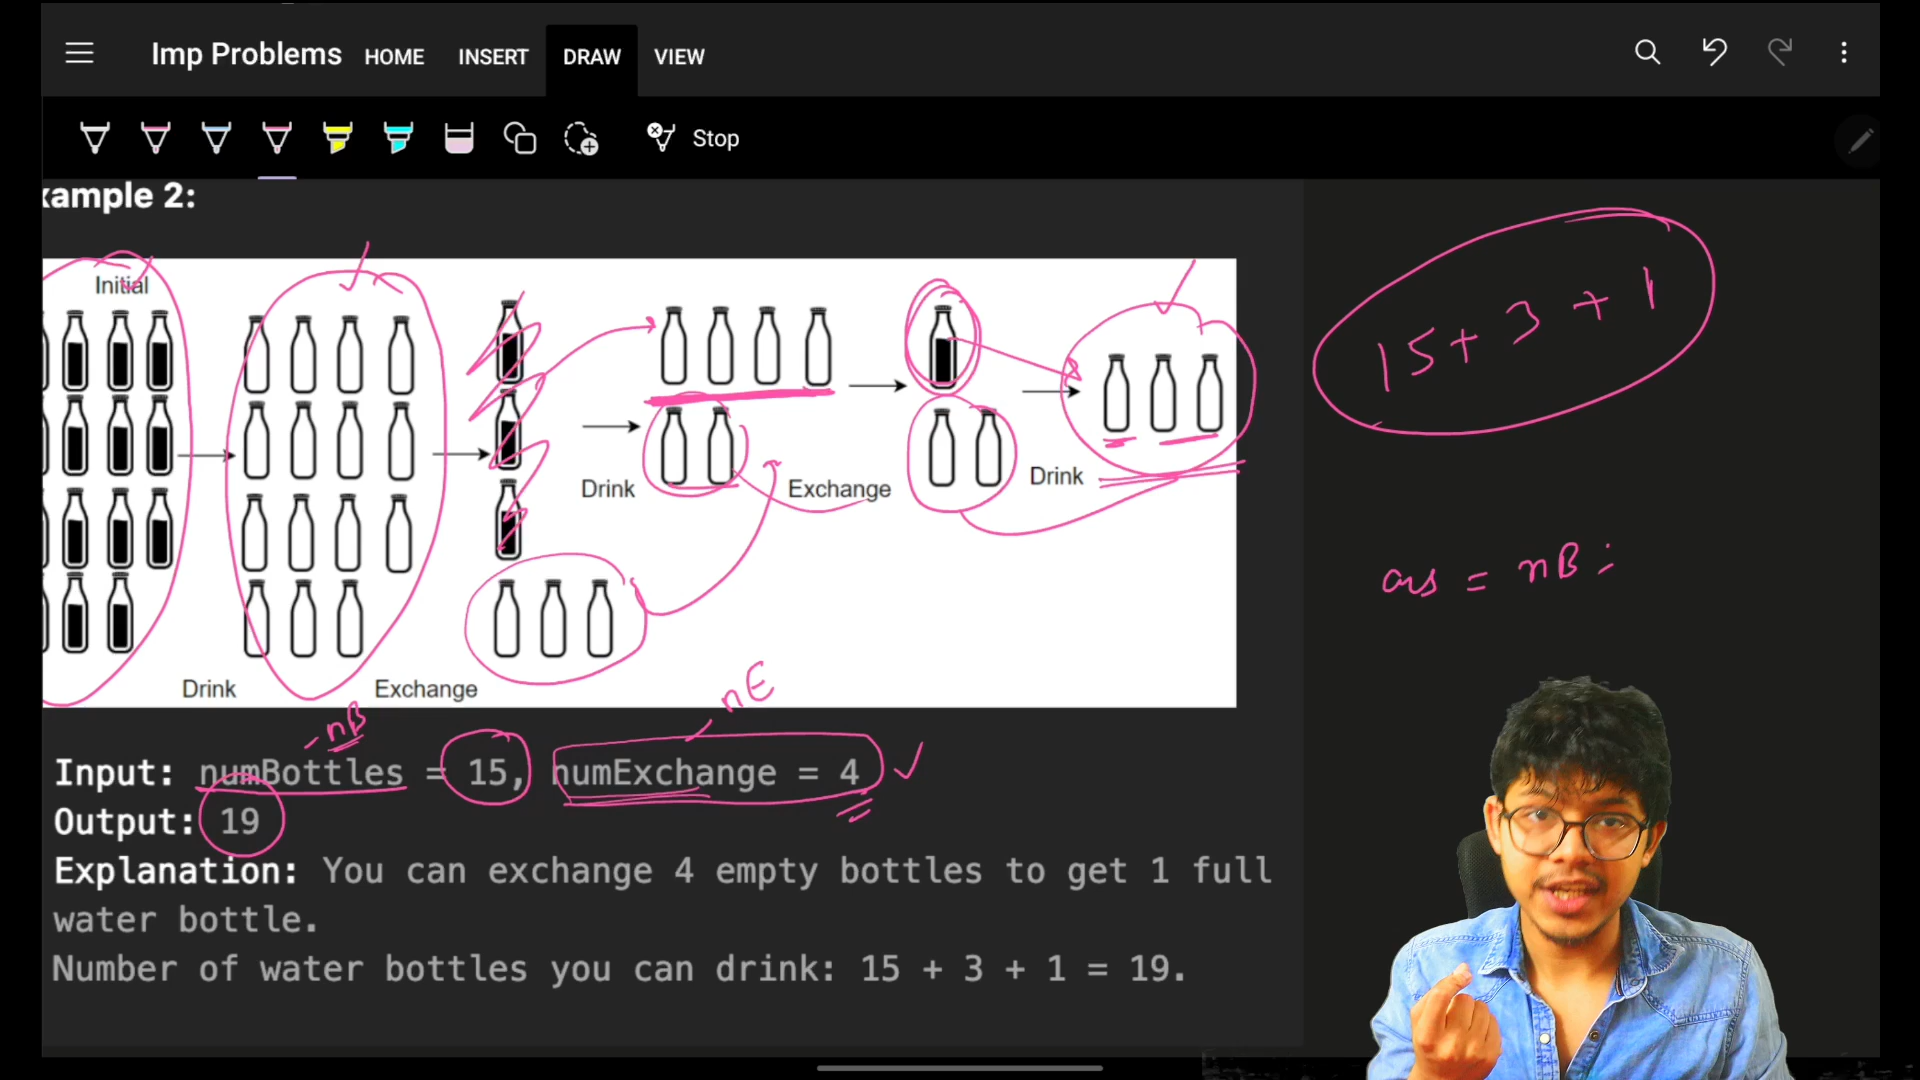 Imp Problems HOME INSERT DRAW VIEW
Stop
xample 2:
Initial
15 + 3 + 1
Drink
Exchange
Drink
ans = nB ;
Drink
Exchange
nE
nB
Input: numBottles = 15, numExchange = 4
Output: 19
Explanation: You can exchange 4 empty bottles to get 1 full
water bottle.
Number of water bottles you can drink: 15 + 3 + 1 = 19.